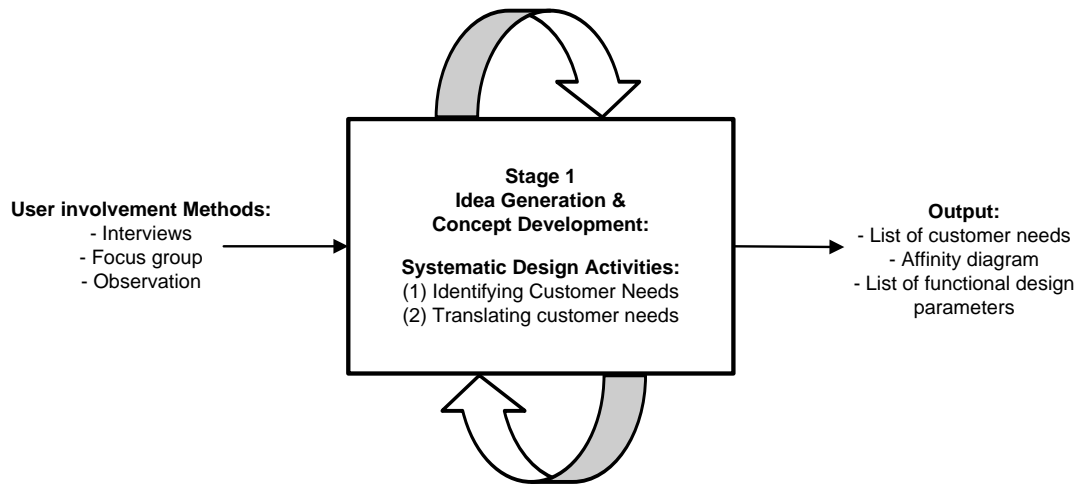 User involvement Methods:
- Interviews
- Focus group
- Observation
Stage 1
Idea Generation &
Concept Development:
Systematic Design Activities:
(1) Identifying Customer Needs
(2) Translating customer needs
Output:
- List of customer needs
- Affinity diagram
- List of functional design
parameters